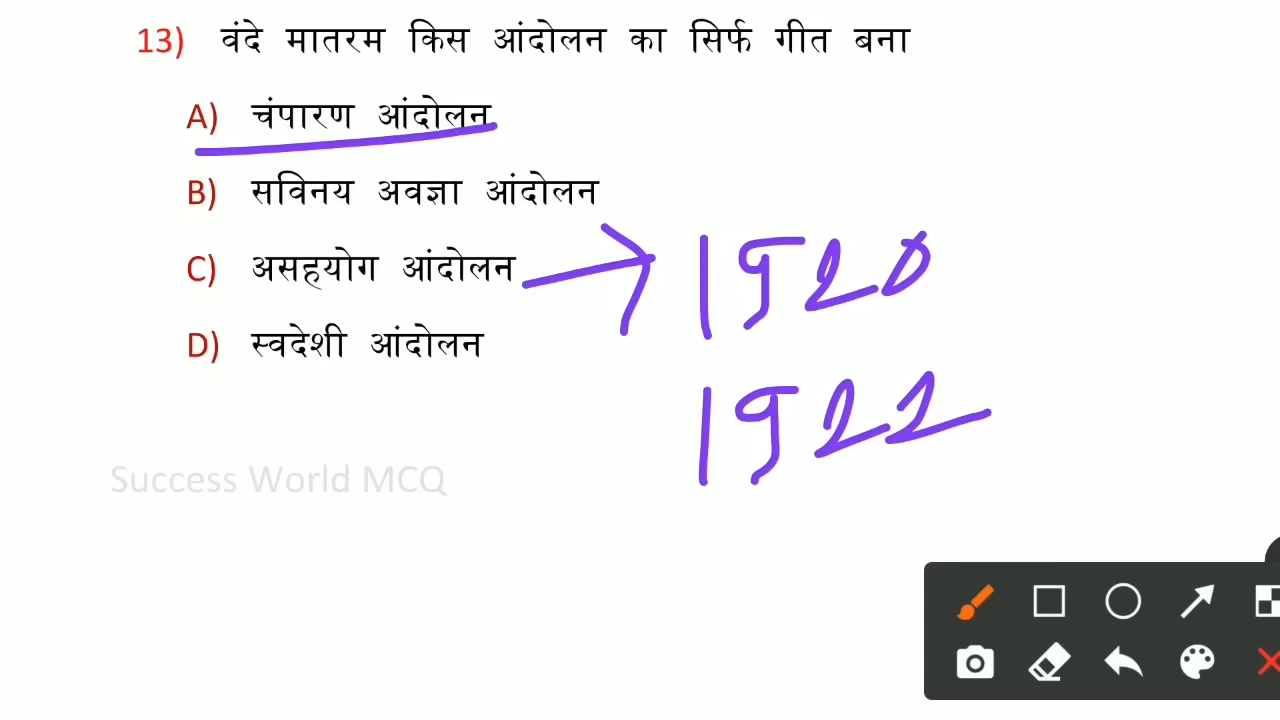 13) वंदे मातरम किस आंदोलन का सिर्फ गीत बना
A) चंपारण आंदोलन
B) सविनय अवज्ञा आंदोलन
C) असहयोग आंदोलन
1920
D) स्वदेशी आंदोलन
1922
Success World MCQ